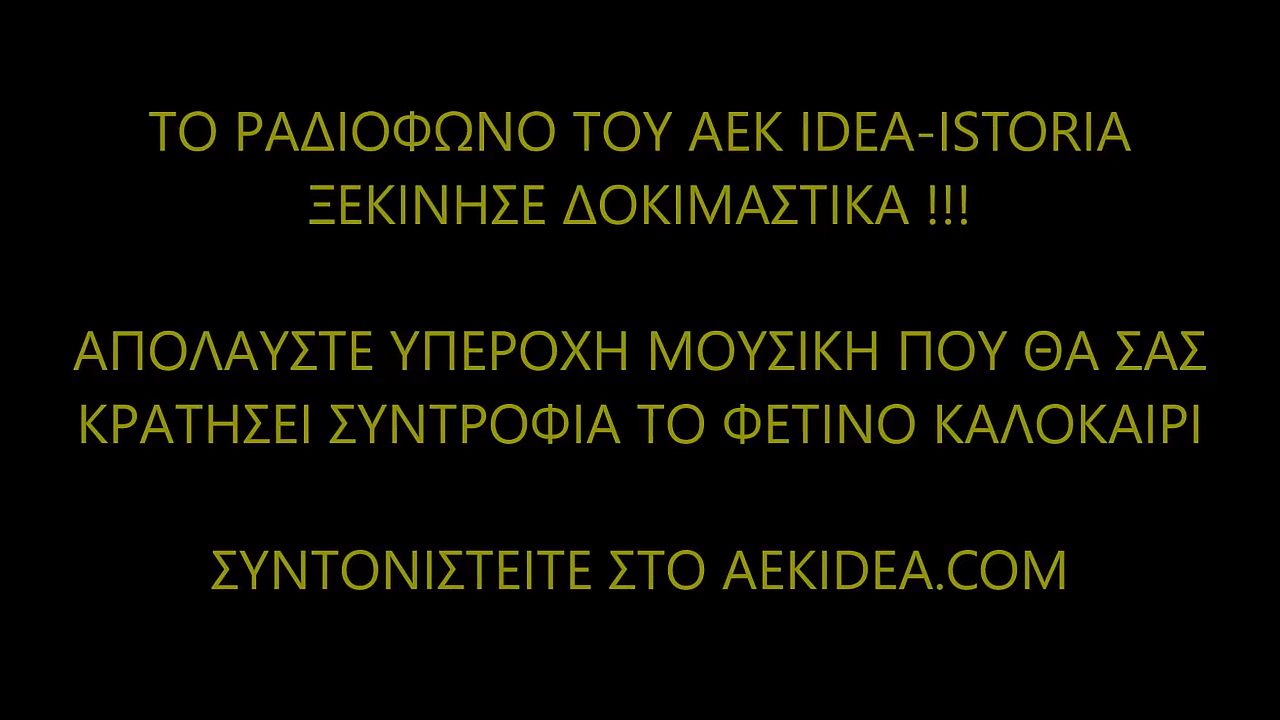 ΤΟ ΡΑΔΙΟΦΩΝΟ ΤΟΥ ΑΕΚ IDEA-ISTORIA
ΞΕΚΙΝΗΣΕ ΔΟΚΙΜΑΣΤΙΚΑ !!!
ΑΠΟΛΑΥΣΤΕ ΥΠΕΡΟΧΗ ΜΟΥΣΙΚΗ ΠΟΥ ΘΑ ΣΑΣ
ΚΡΑΤΗΣΕΙ ΣΥΝΤΡΟΦΙΑ ΤΟ ΦΕΤΙΝΟ ΚΑΛΟΚΑΙΡΙ
ΣΥΝΤΟΝΙΣΤΕΙΤΕ ΣΤΟ AEKIDEA.COM